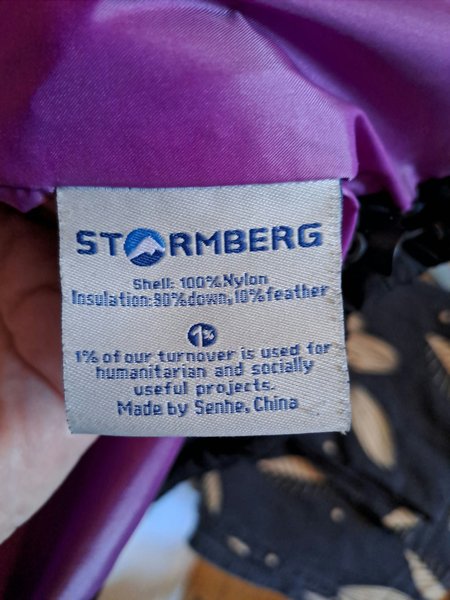 STORMBERG
Shell: 100%Nylon
Insulation:90%down,10%feather
1%
1% of our turnover is used for
humanitarian and socially
useful projects.
Made by Senhe, China